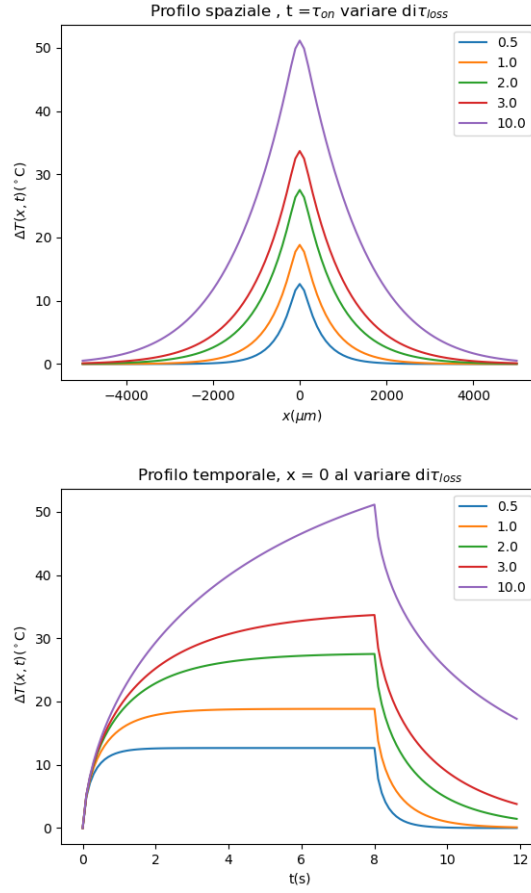 Profilo spaziale , t =τon variare diτloss
50
40
30
20
10
0
ΔT(x, t)(°C)
0.5
1.0
2.0
3.0
10.0
−4000 −2000 0 2000 4000
x(μm)
Profilo temporale, x = 0 al variare diτloss
50
40
30
20
10
0
ΔT(x, t)(°C)
0.5
1.0
2.0
3.0
10.0
0 2 4 6 8 10 12
t(s)